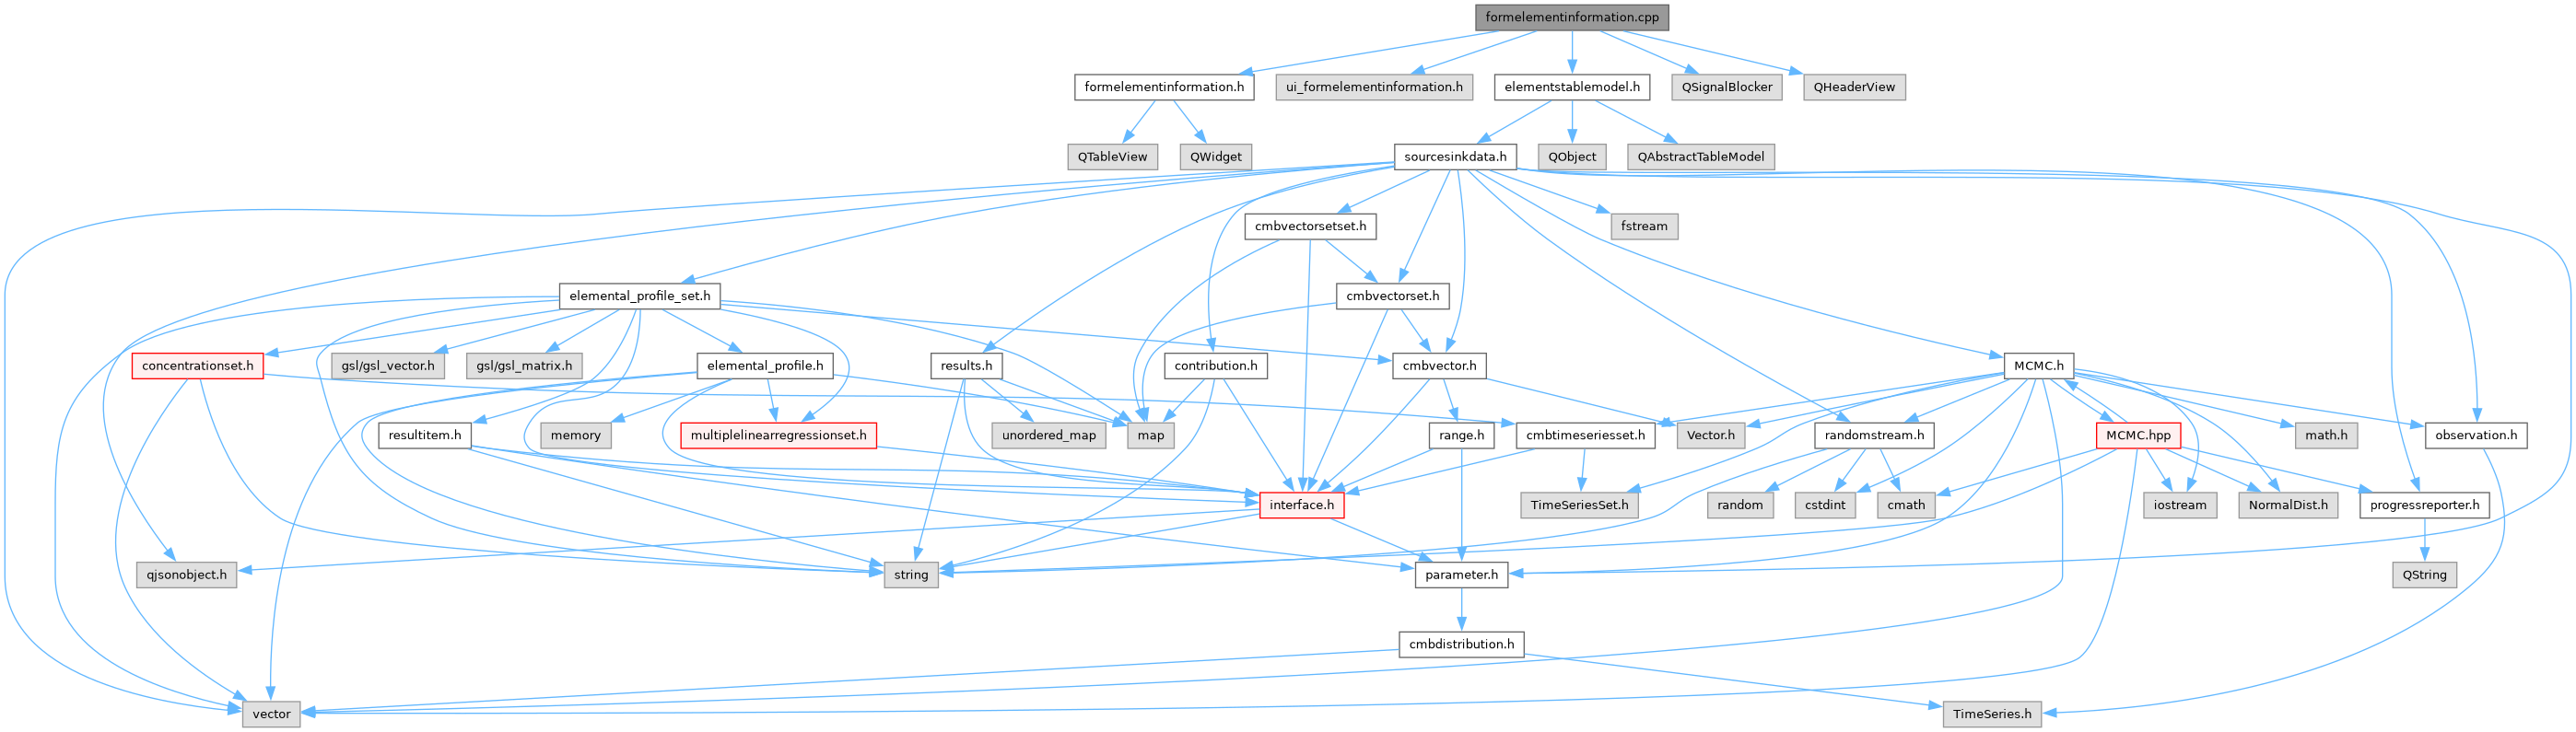 formelementinformation.cpp
formelementinformation.h
ui_formelementinformation.h
elementstablemodel.h
QSignalBlocker
QHeaderView
QTableView
QWidget
sourcesinkdata.h
QObject
QAbstractTableModel
cmbvectorsetset.h
fstream
elemental_profile_set.h
cmbvectorset.h
concentrationset.h
gsl/gsl_vector.h
gsl/gsl_matrix.h
elemental_profile.h
results.h
contribution.h
cmbvector.h
MCMC.h
resultitem.h
memory
multiplelinearregressionset.h
unordered_map
map
range.h
cmbtimeseriesset.h
Vector.h
randomstream.h
MCMC.hpp
math.h
observation.h
interface.h
TimeSeriesSet.h
random
cstdint
cmath
iostream
NormalDist.h
progressreporter.h
qjsonobject.h
string
parameter.h
QString
cmbdistribution.h
vector
TimeSeries.h